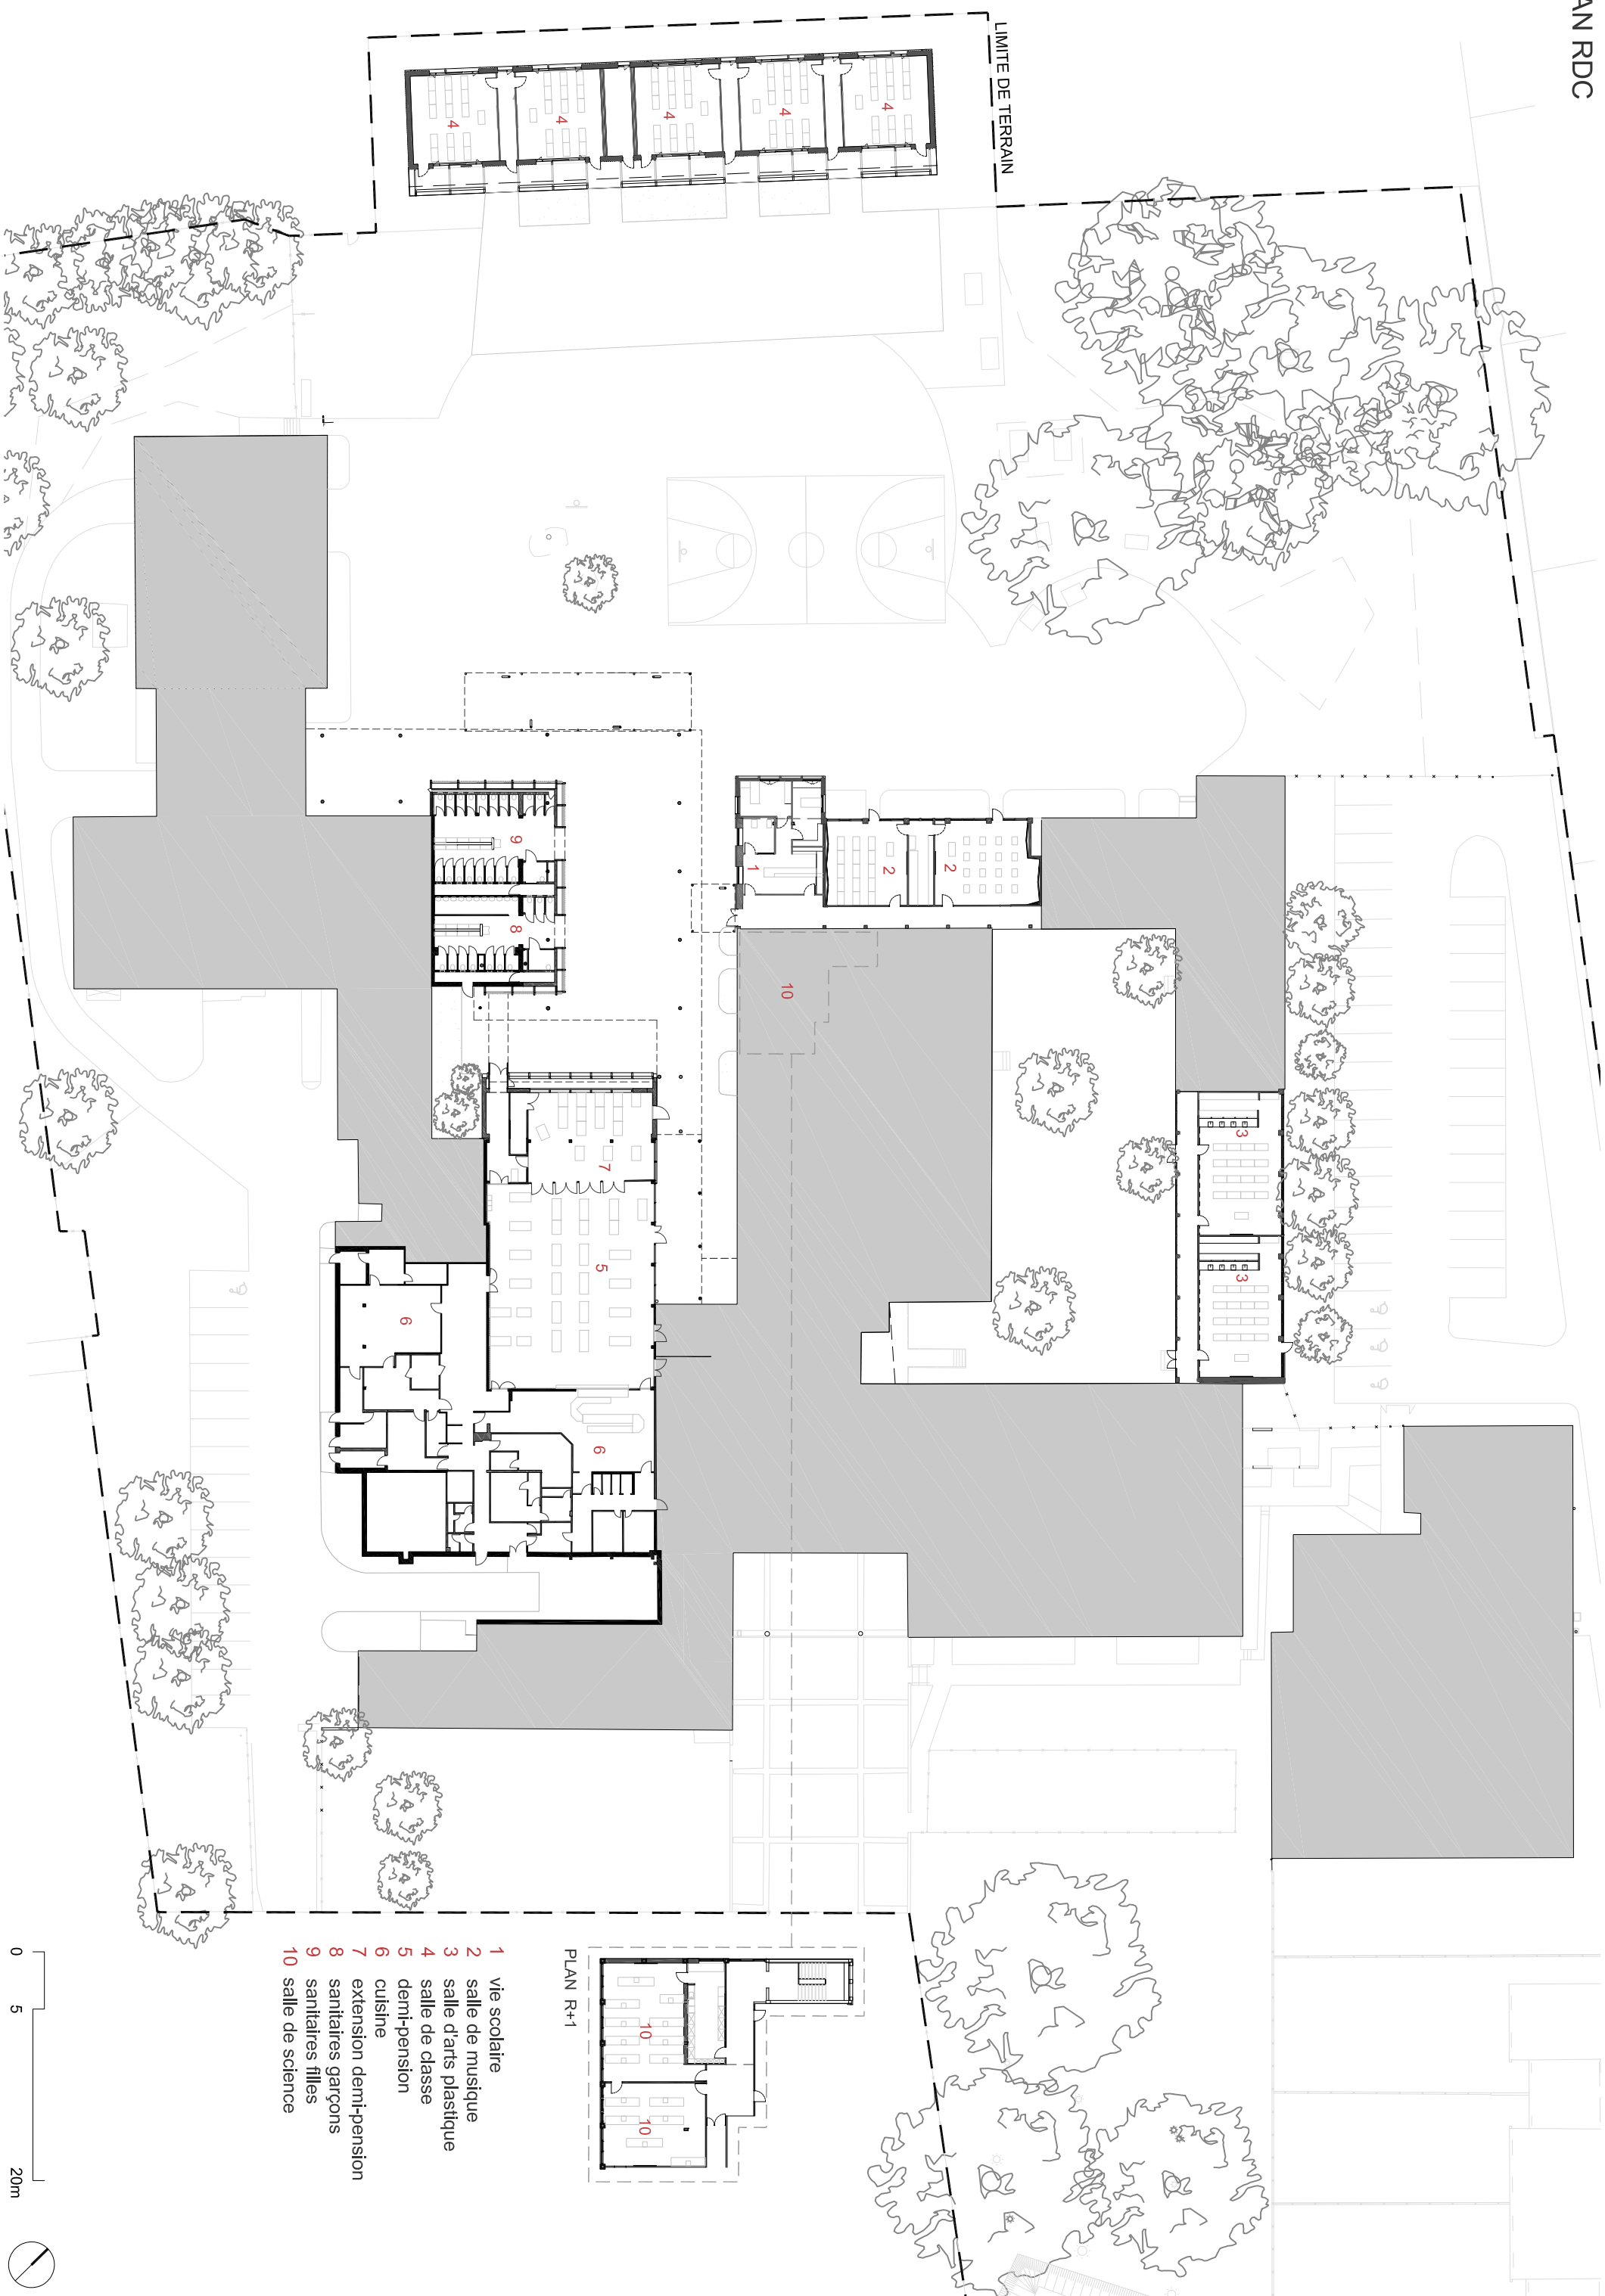 AN RDC
LIMITE DE TERRAIN
4
4
4
4
4
1
2
2
9
8
10
3
3
7
5
6
6
PLAN R+1
10
10
1 vie scolaire
2 salle de musique
3 salle d'arts plastique
4 salle de classe
5 demi-pension
6 cuisine
7 extension demi-pension
8 sanitaires garçons
9 sanitaires filles
10 salle de science
0 5 20m